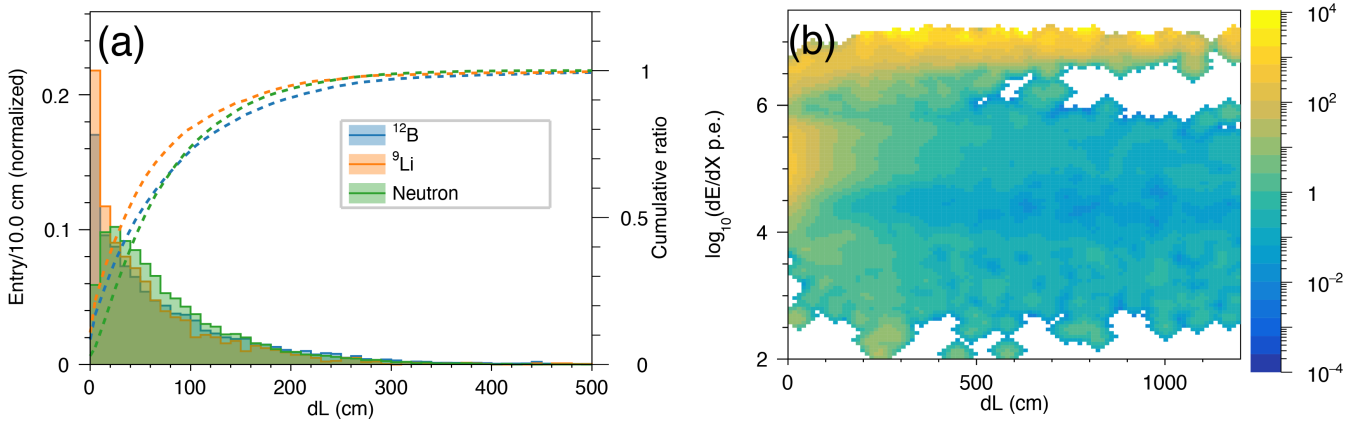 (a)
Entry/10.0 cm (normalized)
0.2
0.1
0
0
100
200
300
400
500
dL (cm)
1
0.5
0
Cumulative ratio
¹²B
⁹Li
Neutron
(b)
log₁₀(dE/dX p.e.)
6
4
2
0
500
1000
dL (cm)
10⁴
10²
1
10⁻²
10⁻⁴